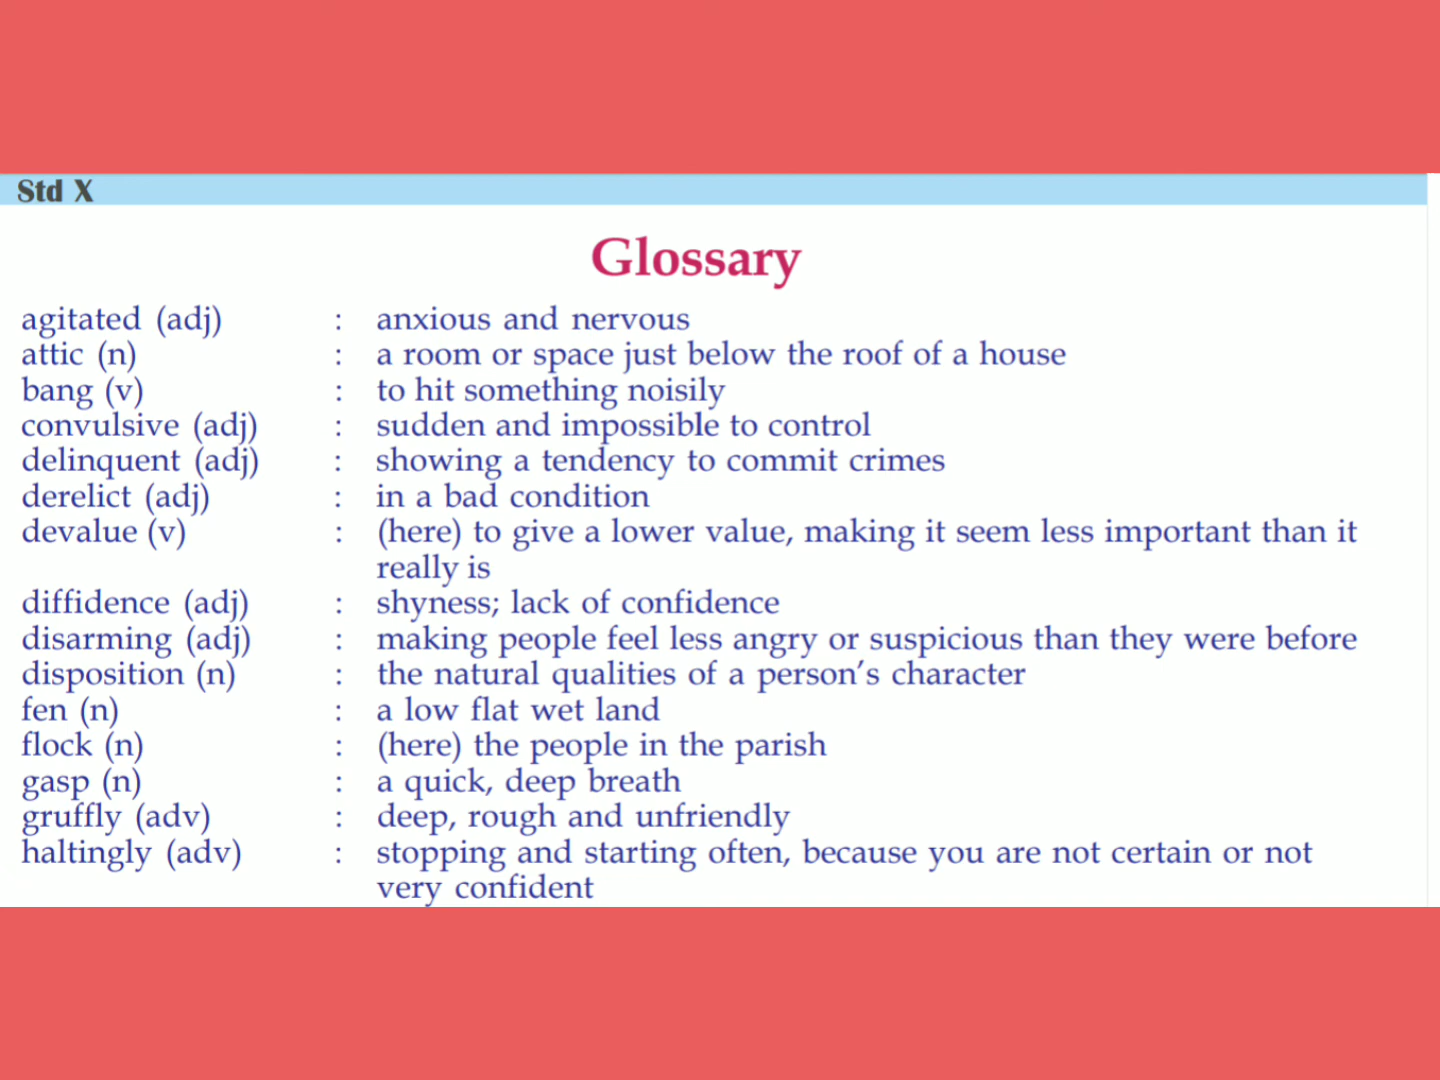 Std X
Glossary
agitated (adj) : anxious and nervous
attic (n) : a room or space just below the roof of a house
bang (v) : to hit something noisily
convulsive (adj) : sudden and impossible to control
delinquent (adj) : showing a tendency to commit crimes
derelict (adj) : in a bad condition
devalue (v) : (here) to give a lower value, making it seem less important than it
really is
diffidence (adj) : shyness; lack of confidence
disarming (adj) : making people feel less angry or suspicious than they were before
disposition (n) : the natural qualities of a person's character
fen (n) : a low flat wet land
flock (n) : (here) the people in the parish
gasp (n) : a quick, deep breath
gruffly (adv) : deep, rough and unfriendly
haltingly (adv) : stopping and starting often, because you are not certain or not
very confident